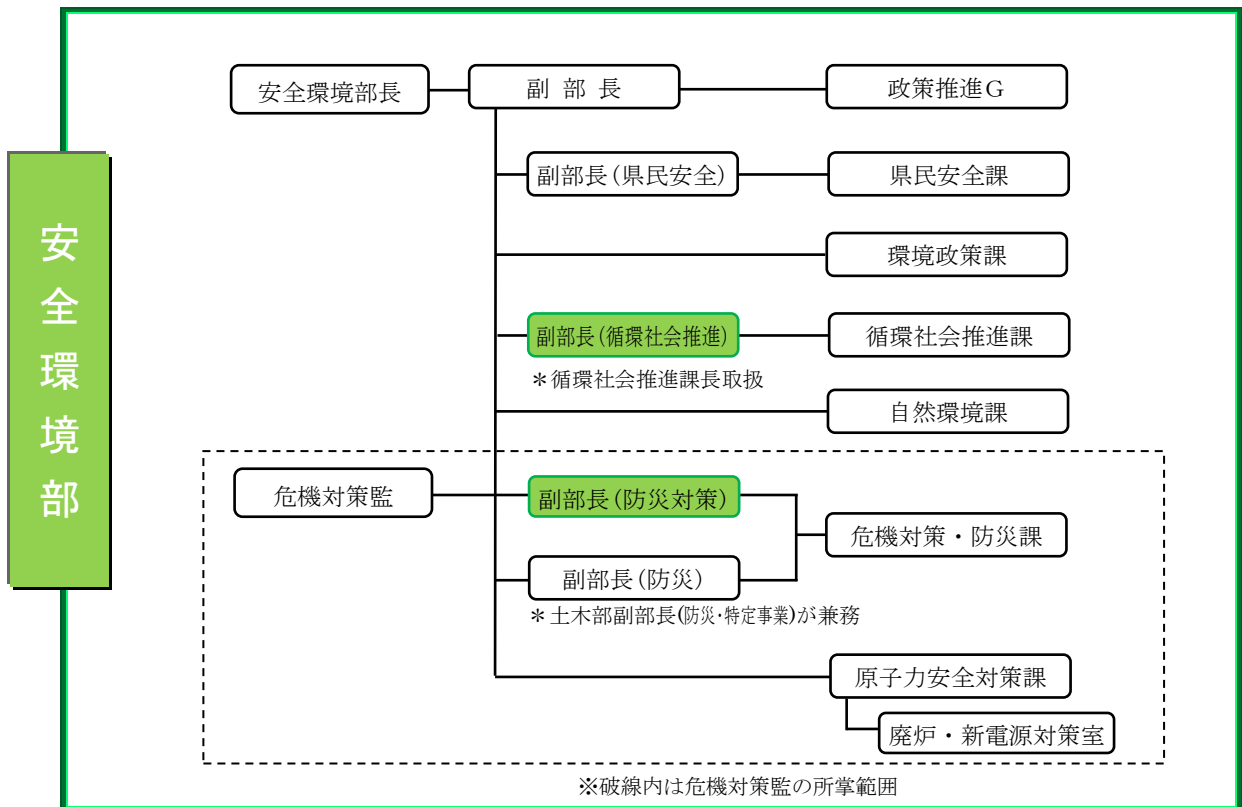 安全環境部
安全環境部長
副部長
政策推進G
副部長(県民安全)
県民安全課
環境政策課
副部長(循環社会推進)
循環社会推進課
＊循環社会推進課長取扱
自然環境課
危機対策監
副部長(防災対策)
危機対策・防災課
副部長(防災)
＊土木部副部長(防災・特定事業)が兼務
原子力安全対策課
廃炉・新電源対策室
※破線内は危機対策監の所掌範囲